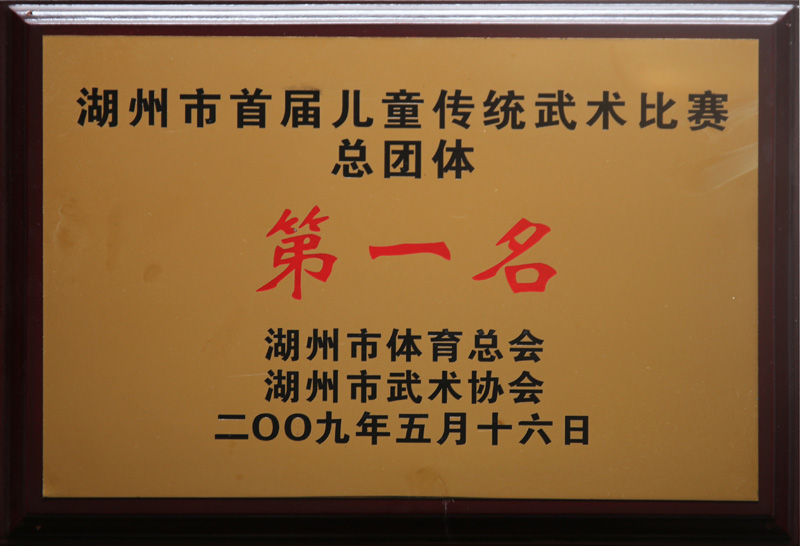 湖州市首届儿童传统武术比赛
总团体
第一名
湖州市体育总会
湖州市武术协会
二〇〇九年五月十六日